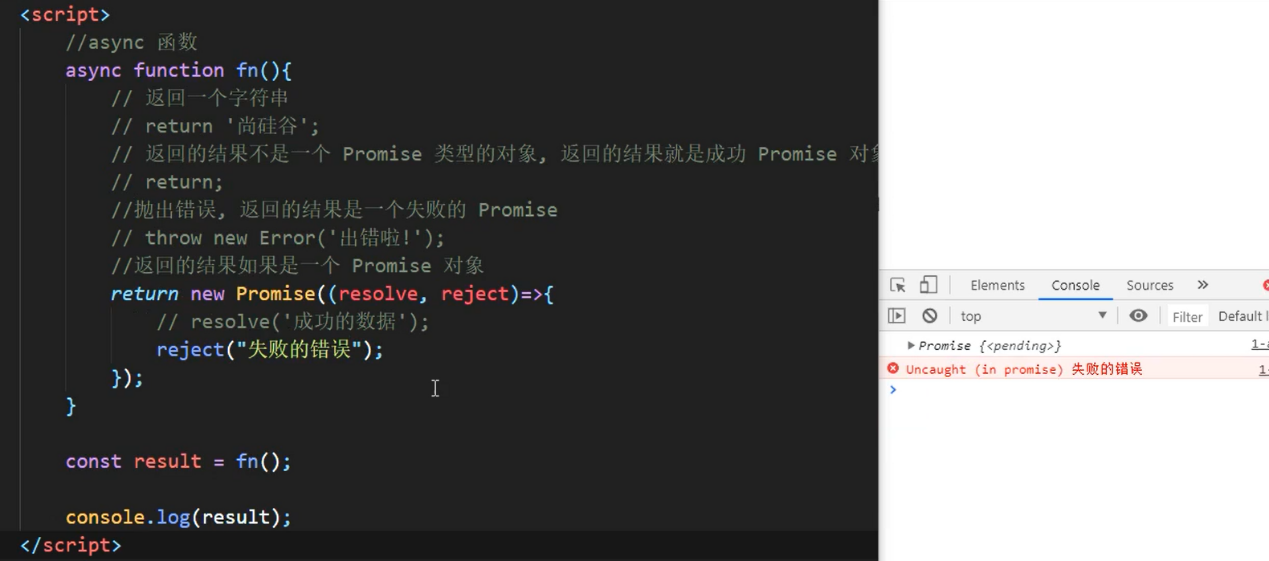 <script>
//async 函数
async function fn(){
// 返回一个字符串
// return '尚硅谷';
// 返回的结果不是一个 Promise 类型的对象, 返回的结果就是成功 Promise 对
// return;
//抛出错误, 返回的结果是一个失败的 Promise
// throw new Error('出错啦!');
//返回的结果如果是一个 Promise 对象
return new Promise((resolve, reject)=>{
// resolve('成功的数据');
reject("失败的错误");
});
}
const result = fn();
console.log(result);
</script>
Elements Console Sources »
top Filter Default
Promise {<pending>}
Uncaught (in promise) 失败的错误